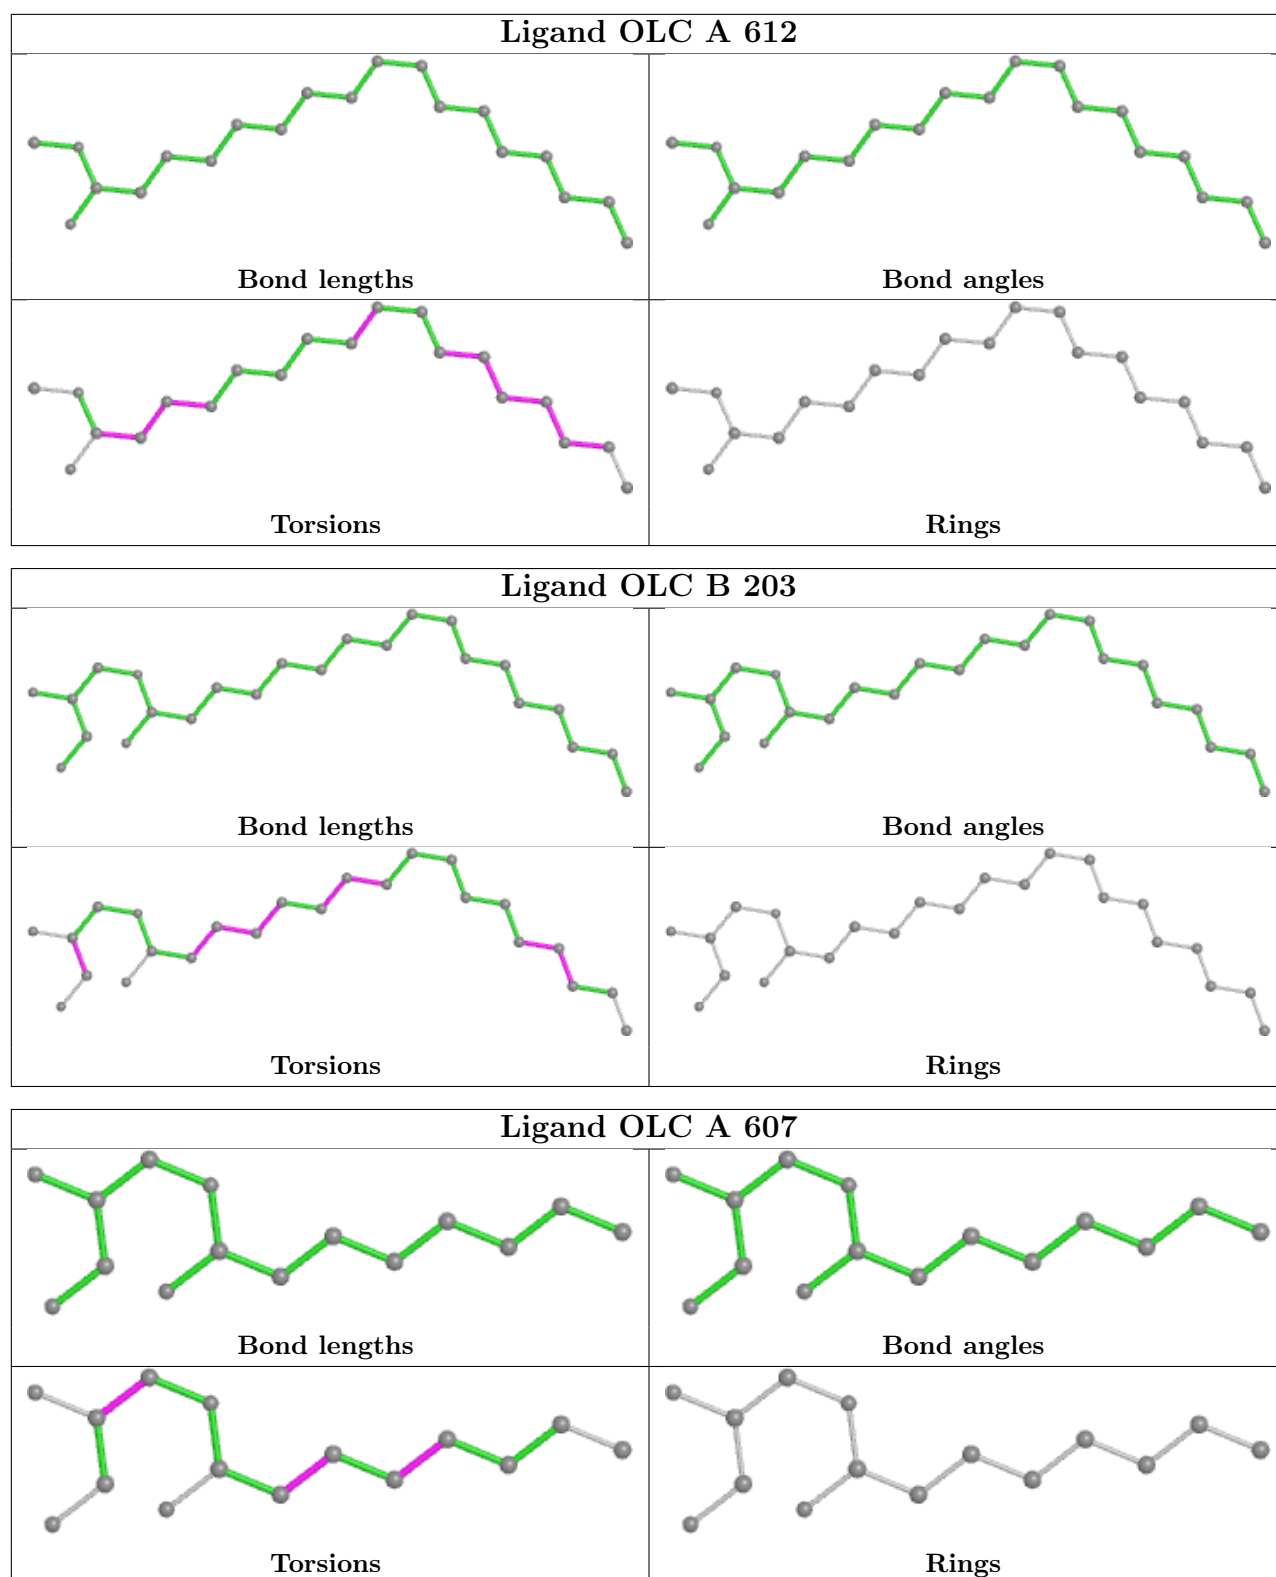 Ligand OLC A 612
Bond lengths
Bond angles
Torsions
Rings
Ligand OLC B 203
Bond lengths
Bond angles
Torsions
Rings
Ligand OLC A 607
Bond lengths
Bond angles
Torsions
Rings